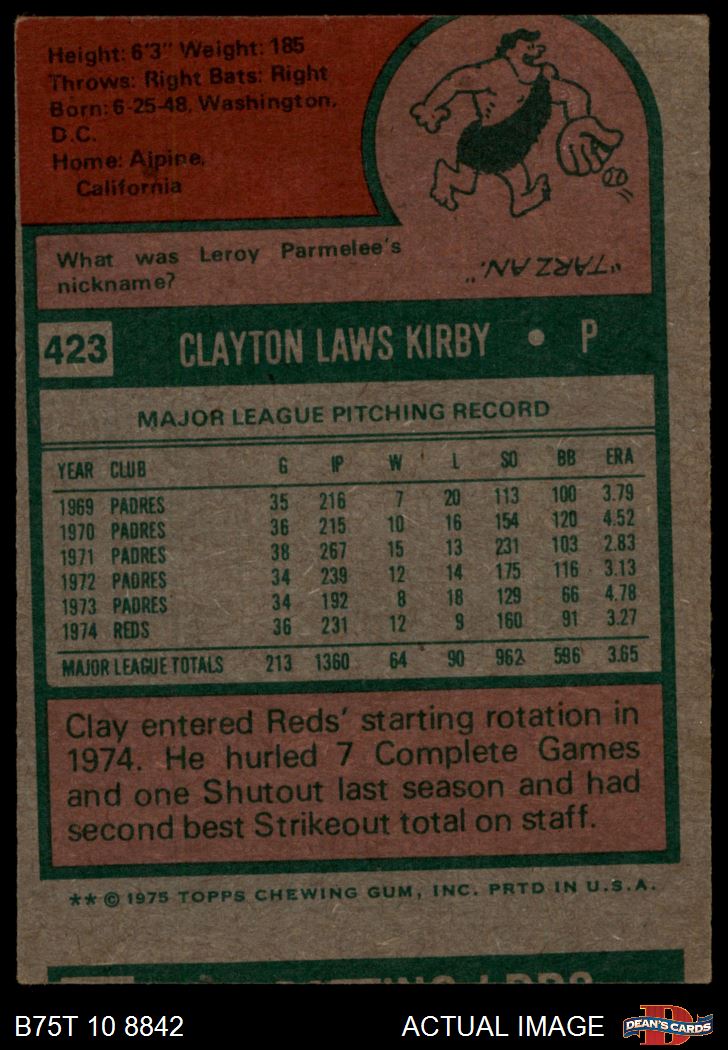 Height: 6'3" Weight: 185
Throws: Right Bats: Right
Born: 6-25-48, Washington,
D.C.
Home: Alpine,
California
What was Leroy Parmelee's
nickname?
"TARZAN."
423 CLAYTON LAWS KIRBY • P
MAJOR LEAGUE PITCHING RECORD
YEAR CLUB G IP W L SO BB ERA
1969 PADRES 35 216 7 20 113 100 3.79
1970 PADRES 36 215 10 16 154 120 4.52
1971 PADRES 38 267 15 13 231 103 2.83
1972 PADRES 34 239 12 14 175 116 3.13
1973 PADRES 34 192 8 18 129 66 4.78
1974 REDS 36 231 12 9 160 91 3.27
MAJOR LEAGUE TOTALS 213 1360 64 90 962 596 3.65
Clay entered Reds' starting rotation in
1974. He hurled 7 Complete Games
and one Shutout last season and had
second best Strikeout total on staff.
** © 1975 TOPPS CHEWING GUM, INC. PRTD IN U.S.A.
B75T 10 8842 ACTUAL IMAGE DEAN'S CARDS